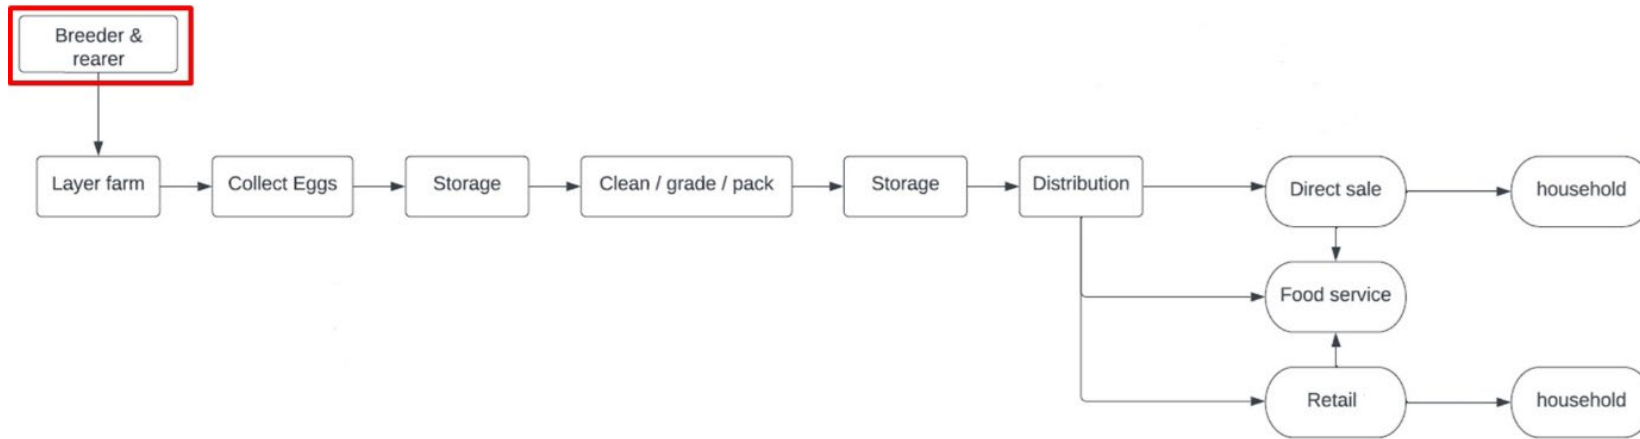 Breeder &
rearer
Layer farm
Collect Eggs
Storage
Clean / grade / pack
Storage
Distribution
Direct sale
household
Food service
Retail
household